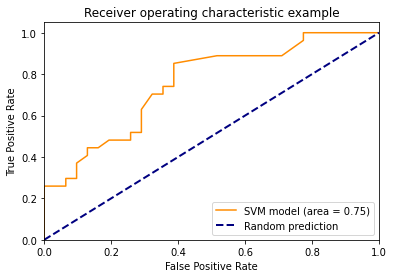 Receiver operating characteristic example
True Positive Rate
1.0
0.8
0.6
0.4
0.2
0.0
SVM model (area = 0.75)
Random prediction
0.0 0.2 0.4 0.6 0.8 1.0
False Positive Rate